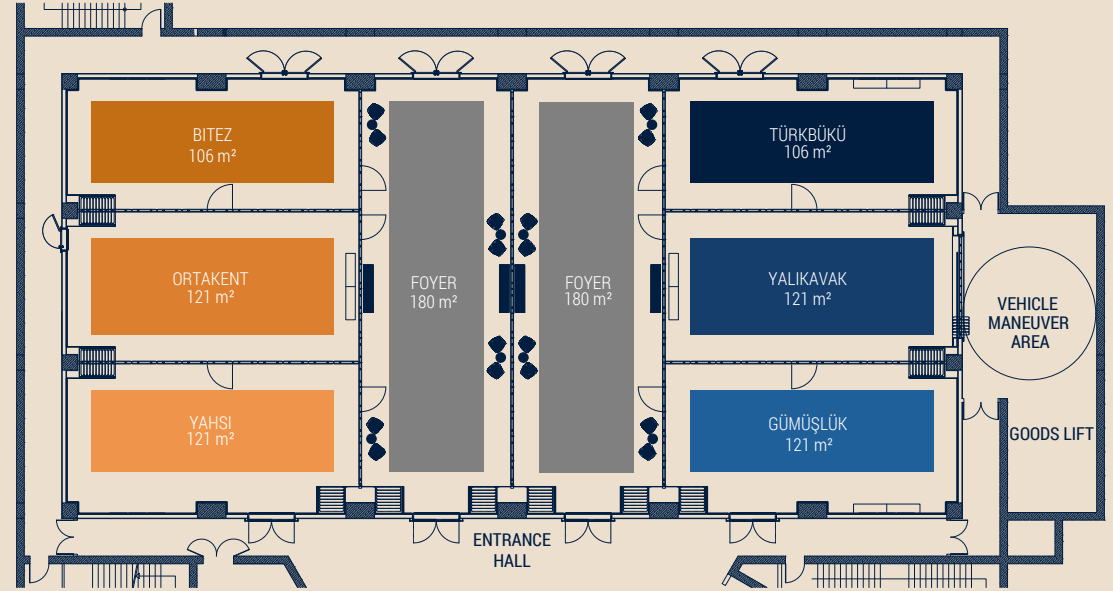 BITEZ
106 m²
TÜRKBÜKÜ
106 m²
ORTAKENT
121 m²
FOYER
180 m²
FOYER
180 m²
YALIKAVAK
121 m²
VEHICLE
MANEUVER
AREA
YAHSI
121 m²
GÜMÜŞLÜK
121 m²
GOODS LIFT
ENTRANCE
HALL